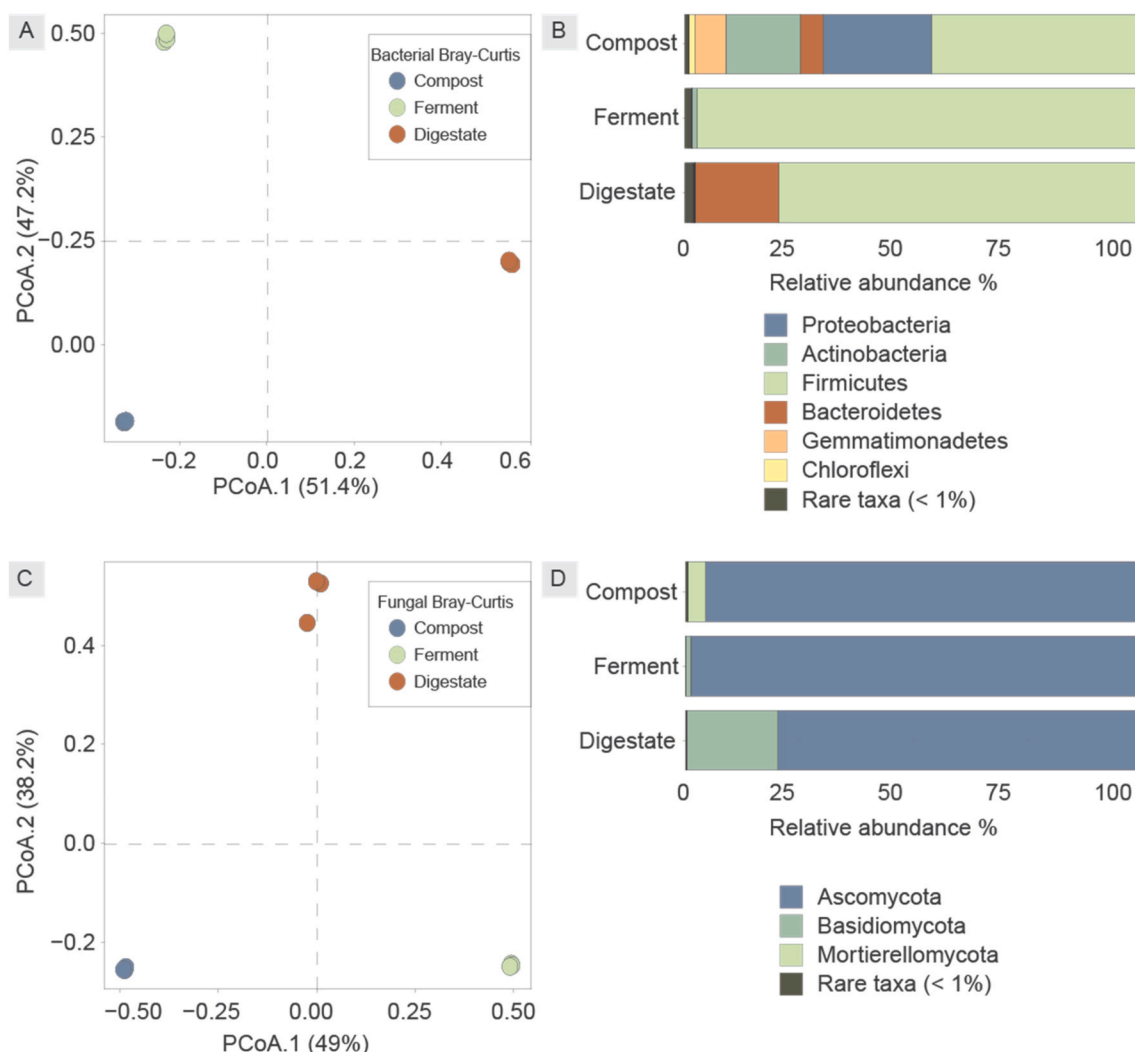 A
Bacterial Bray-Curtis
Compost
Ferment
Digestate
0.50
0.25
−0.25
0.00
PCoA.2 (47.2%)
−0.2
0.0
0.2
0.4
0.6
PCoA.1 (51.4%)
B
Compost
Ferment
Digestate
0
25
50
75
100
Relative abundance %
Proteobacteria
Actinobacteria
Firmicutes
Bacteroidetes
Gemmatimonadetes
Chloroflexi
Rare taxa (< 1%)
C
Fungal Bray-Curtis
Compost
Ferment
Digestate
0.4
0.2
0.0
−0.2
PCoA.2 (38.2%)
−0.50
−0.25
0.00
0.25
0.50
PCoA.1 (49%)
D
Compost
Ferment
Digestate
0
25
50
75
100
Relative abundance %
Ascomycota
Basidiomycota
Mortierellomycota
Rare taxa (< 1%)